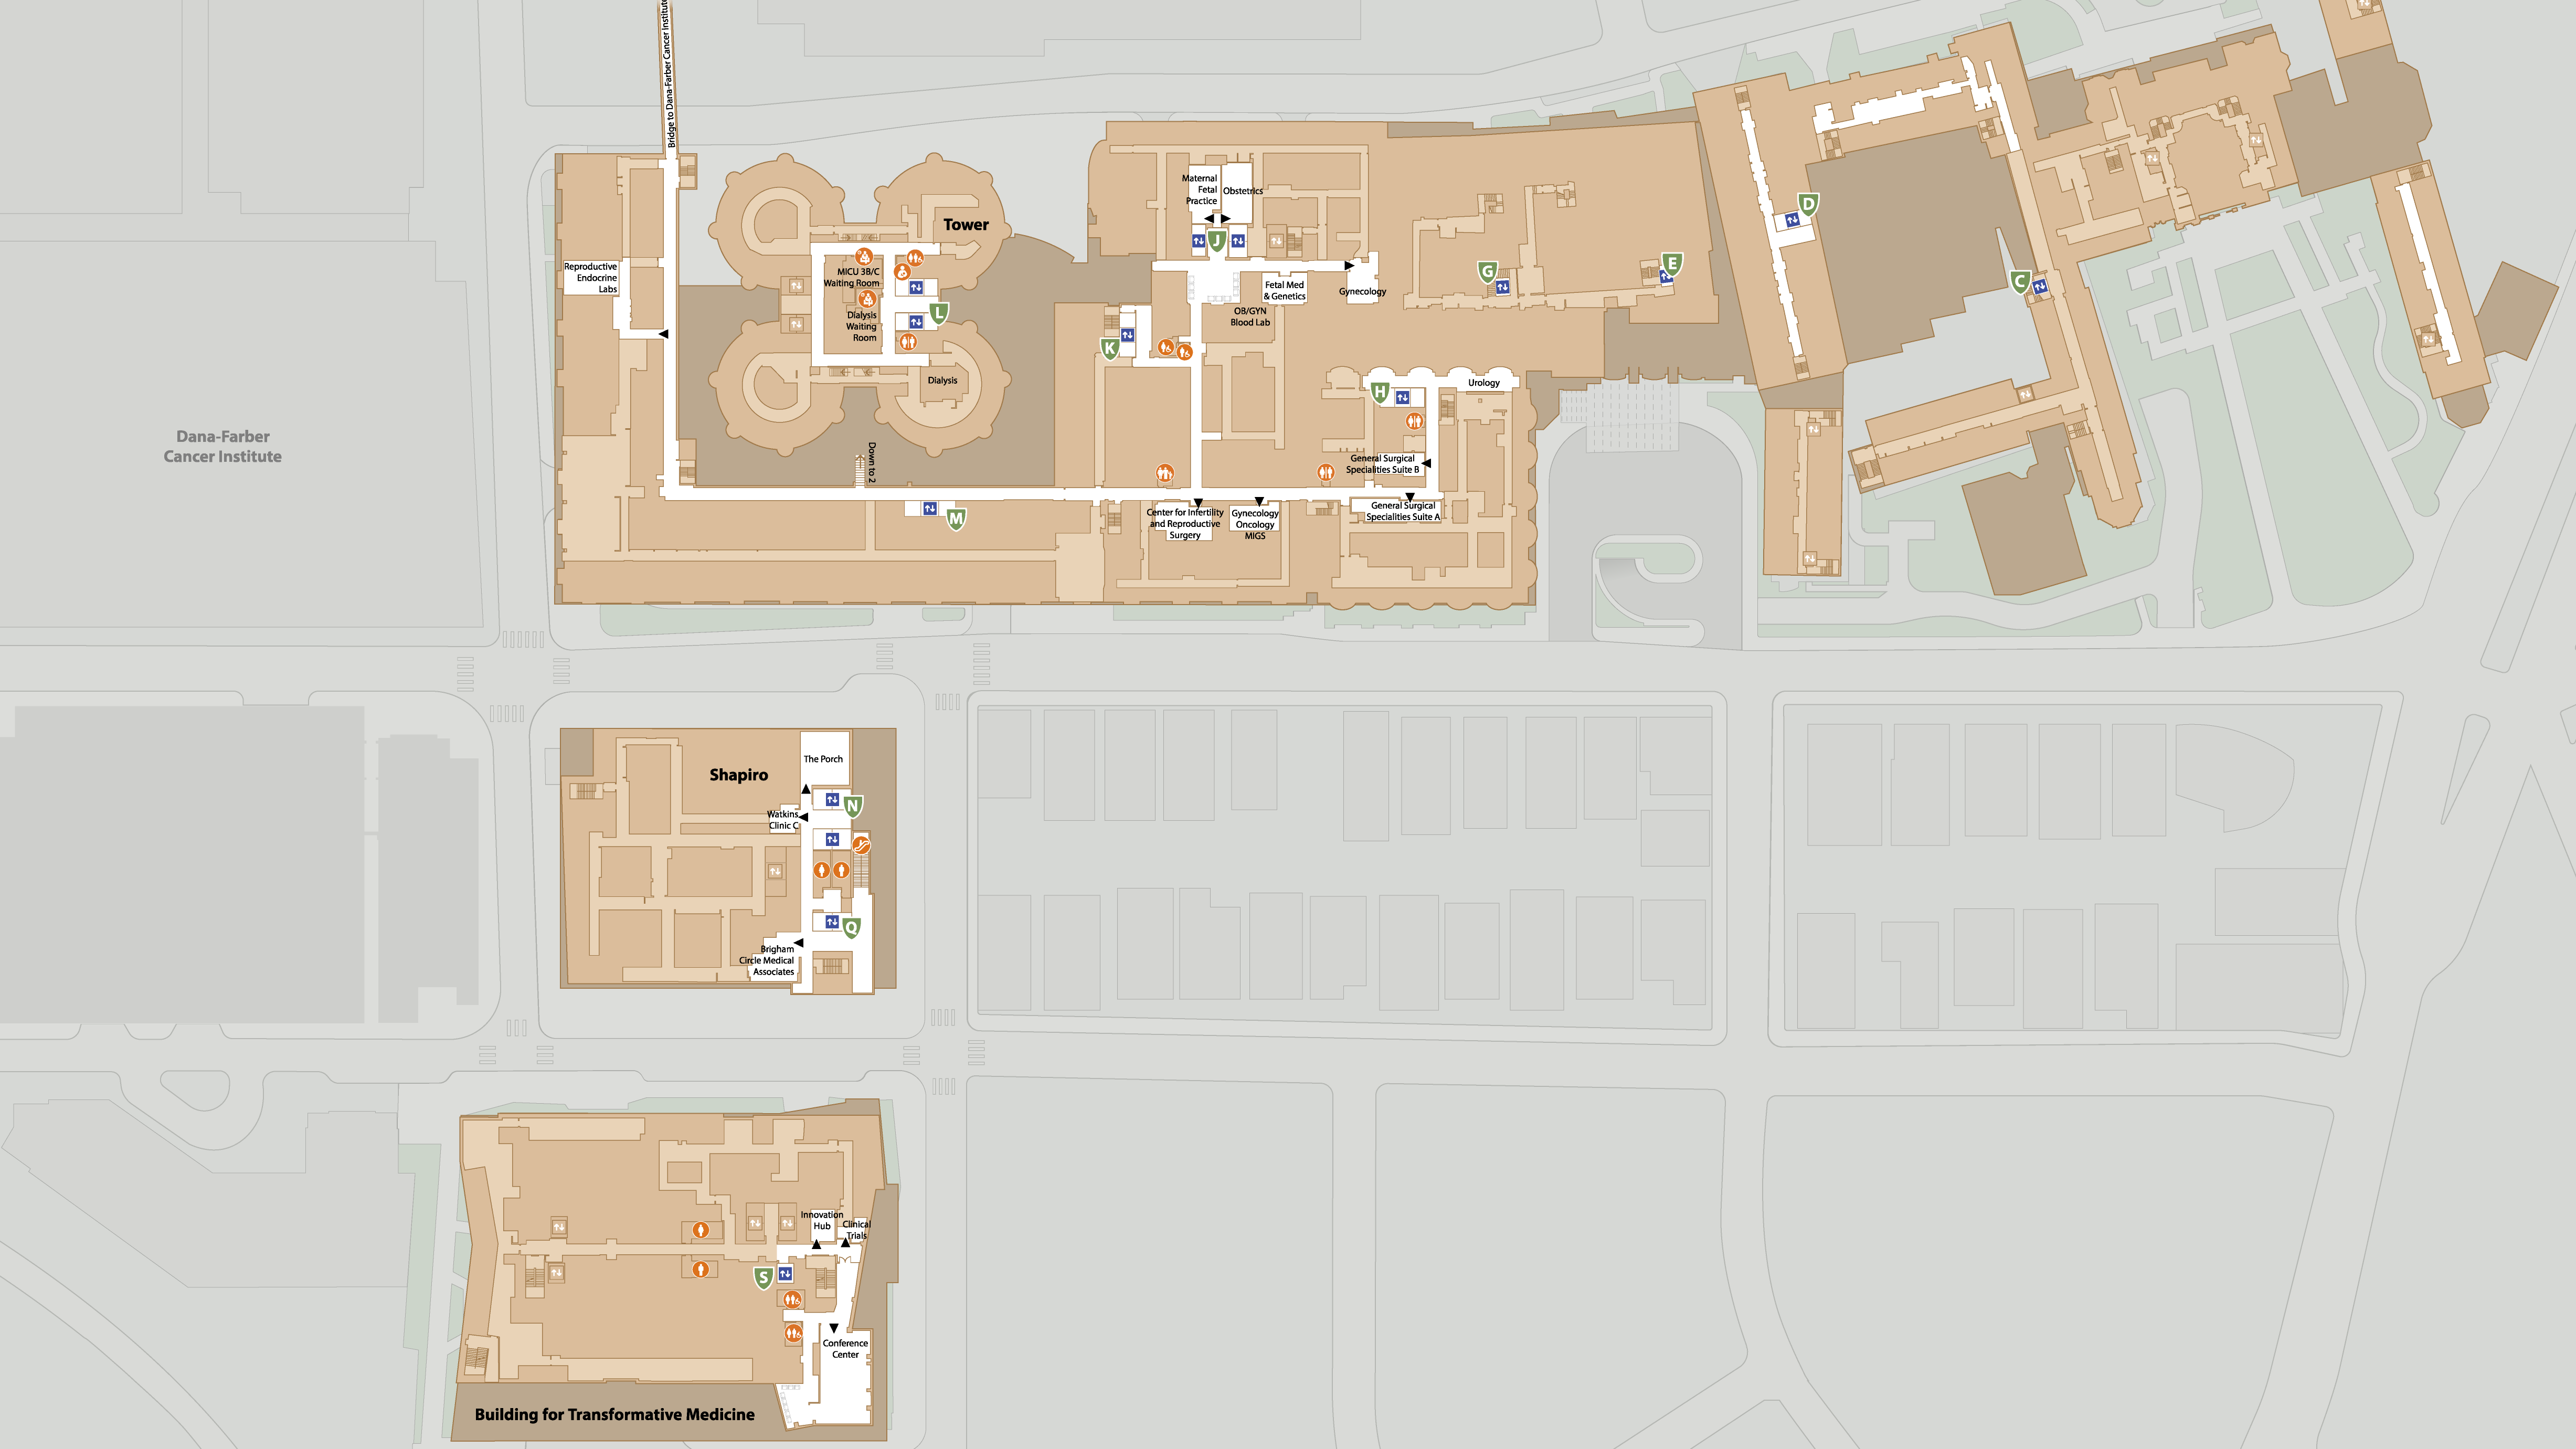 Bridge to Dana-Farber Cancer Institute
Tower
MICU 3B/C
Waiting Room
Dialysis
Waiting
Room
L
Dialysis
Down to 2
M
Reproductive
Endocrine
Labs
Dana-Farber
Cancer Institute
Maternal
Fetal
Practice
Obstetrics
J
Fetal Med
& Genetics
Gynecology
OB/GYN
Blood Lab
K
G
E
D
C
H
Urology
General Surgical
Specialities Suite B
General Surgical
Specialities Suite A
Center for Infertility
and Reproductive
Surgery
Gynecology
Oncology
MIGS
Shapiro
The Porch
N
Watkins
Clinic C
Q
Brigham
Circle Medical
Associates
Innovation
Hub
Clinical
Trials
S
Conference
Center
Building for Transformative Medicine